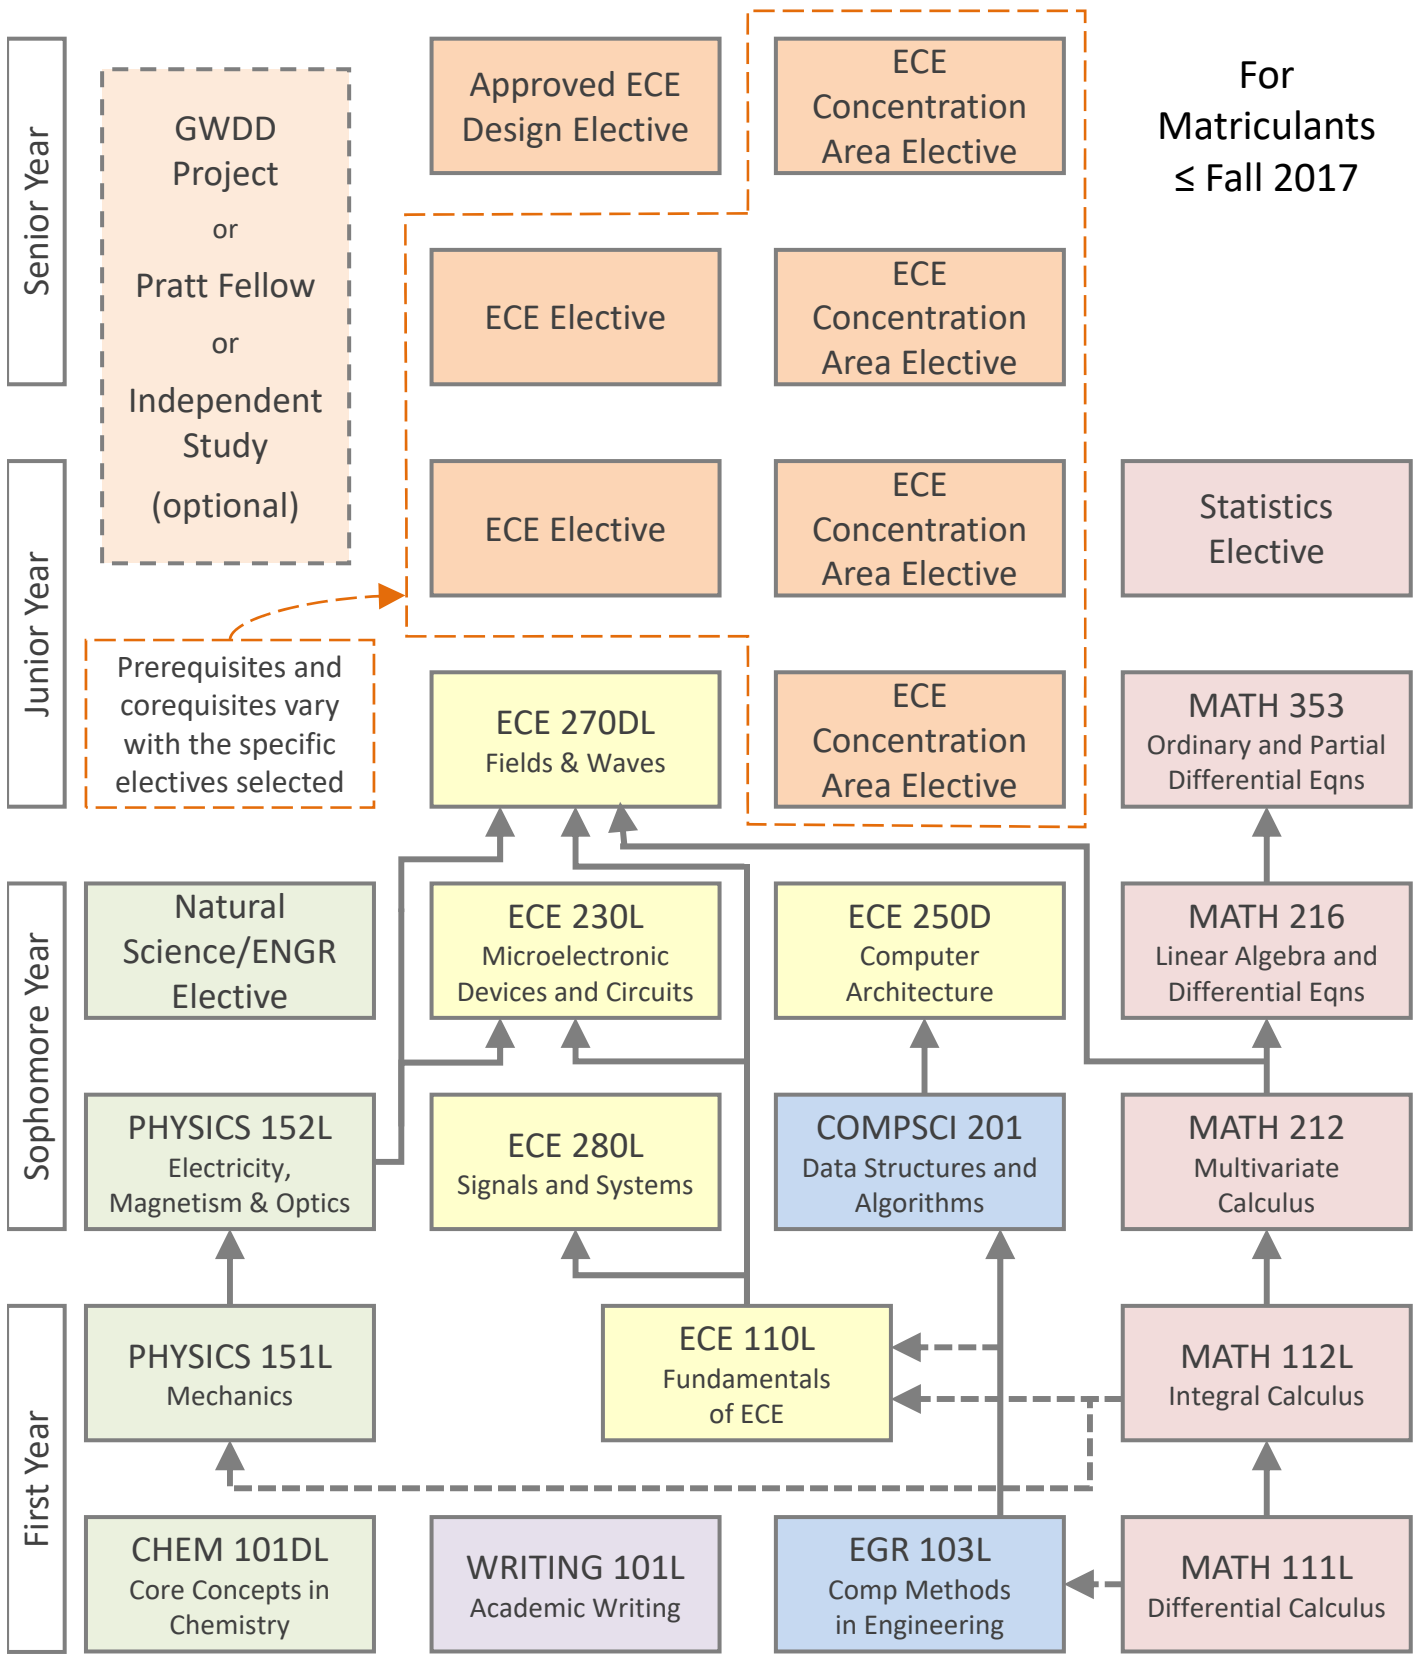 For
Matriculants
≤ Fall 2017
Senior Year
GWDD
Project
or
Pratt Fellow
or
Independent
Study
(optional)
Approved ECE
Design Elective
ECE
Concentration
Area Elective
ECE Elective
ECE
Concentration
Area Elective
Junior Year
ECE Elective
ECE
Concentration
Area Elective
Statistics
Elective
Prerequisites and
corequisites vary
with the specific
electives selected
ECE 270DL
Fields & Waves
ECE
Concentration
Area Elective
MATH 353
Ordinary and Partial
Differential Eqns
Sophomore Year
Natural
Science/ENGR
Elective
ECE 230L
Microelectronic
Devices and Circuits
ECE 250D
Computer
Architecture
MATH 216
Linear Algebra and
Differential Eqns
PHYSICS 152L
Electricity,
Magnetism & Optics
ECE 280L
Signals and Systems
COMPSCI 201
Data Structures and
Algorithms
MATH 212
Multivariate
Calculus
First Year
PHYSICS 151L
Mechanics
ECE 110L
Fundamentals
of ECE
MATH 112L
Integral Calculus
CHEM 101DL
Core Concepts in
Chemistry
WRITING 101L
Academic Writing
EGR 103L
Comp Methods
in Engineering
MATH 111L
Differential Calculus